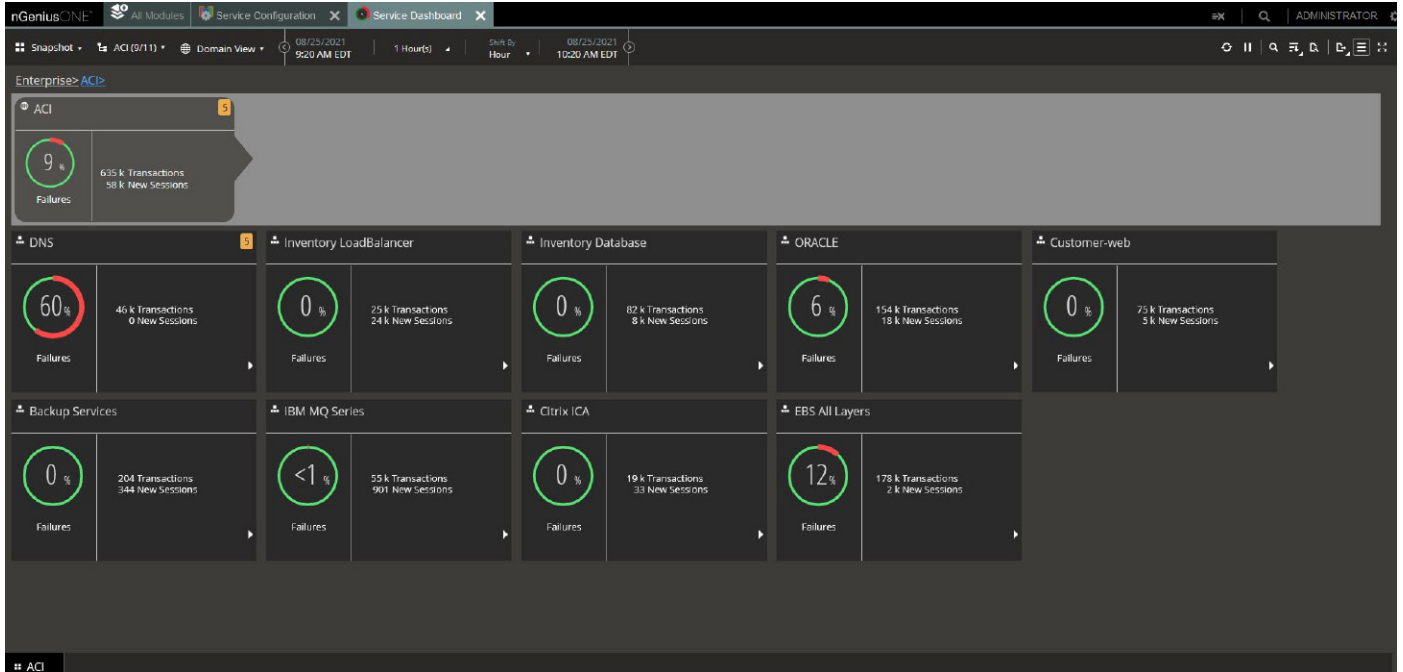 nGeniusONE All Modules Service Configuration X Service Dashboard X ADMINISTRATOR
Snapshot ACI (9/11) Domain View 08/25/2021 9:20 AM EDT 1 Hour(s) Shift By Hour 08/25/2021 10:20 AM EDT
Enterprise> ACI>
ACI 5
9 %
Failures
635 k Transactions
58 k New Sessions
DNS 5
60 %
Failures
46 k Transactions
0 New Sessions
Inventory LoadBalancer
0 %
Failures
25 k Transactions
24 k New Sessions
Inventory Database
0 %
Failures
82 k Transactions
8 k New Sessions
ORACLE
6 %
Failures
154 k Transactions
18 k New Sessions
Customer-web
0 %
Failures
75 k Transactions
5 k New Sessions
Backup Services
0 %
Failures
204 Transactions
344 New Sessions
IBM MQ Series
<1 %
Failures
55 k Transactions
901 New Sessions
Citrix ICA
0 %
Failures
19 k Transactions
33 New Sessions
EBS All Layers
12 %
Failures
178 k Transactions
2 k New Sessions
ACI